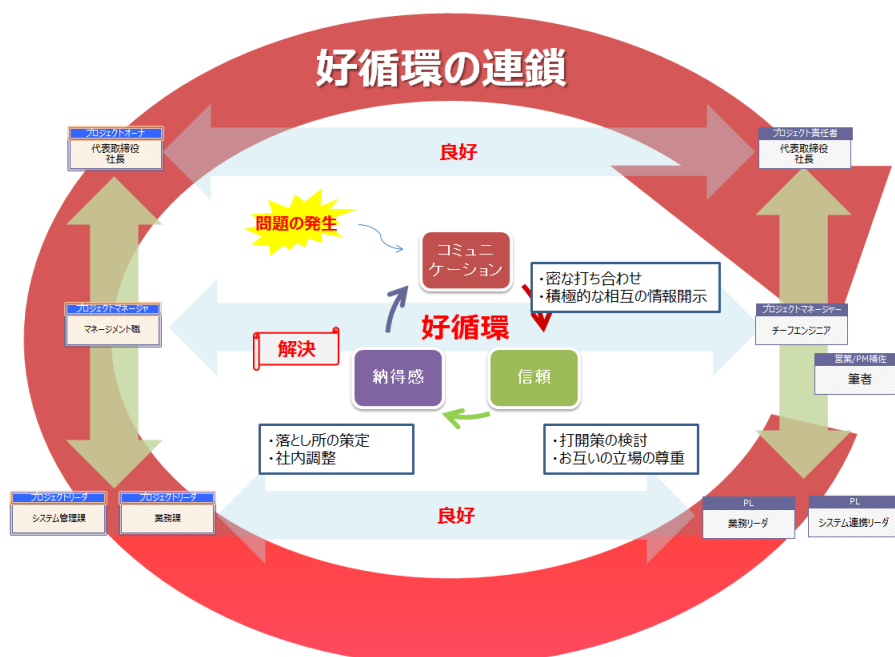 好循環の連鎖
プロジェクトオーナ
代表取締役
社長
良好
プロジェクト責任者
代表取締役
社長
問題の発生
コミュニ
ケーション
・密な打ち合わせ
・積極的な相互の情報開示
プロジェクトマネージャ
マネージメント職
好循環
プロジェクトマネージャー
チーフエンジニア
解決
納得感
信頼
営業/PM補佐
筆者
・落とし所の策定
・社内調整
・打開策の検討
・お互いの立場の尊重
プロジェクトリーダ
システム管理課
プロジェクトリーダ
業務課
良好
PL
業務リーダ
PL
システム連携リーダ